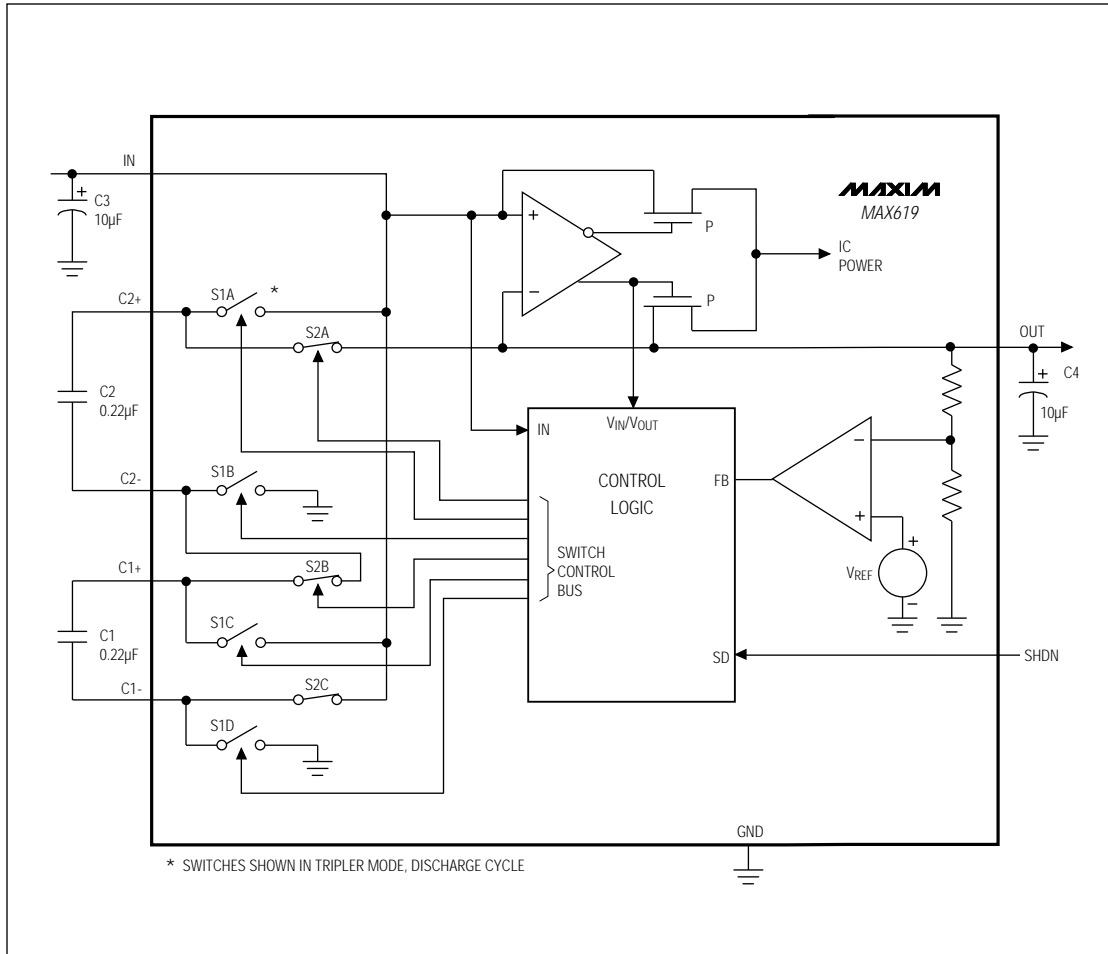 IN
MAXIM
MAX619
+
C3
10µF
+
P
IC
POWER
C2+
S1A
*
–
P
S2A
OUT
+
C4
10µF
C2
0.22µF
IN
VIN/VOUT
–
C2-
S1B
CONTROL
LOGIC
FB
+
+
C1+
S2B
SWITCH
CONTROL
BUS
VREF
–
S1C
C1
0.22µF
SD
SHDN
C1-
S2C
S1D
GND
* SWITCHES SHOWN IN TRIPLER MODE, DISCHARGE CYCLE